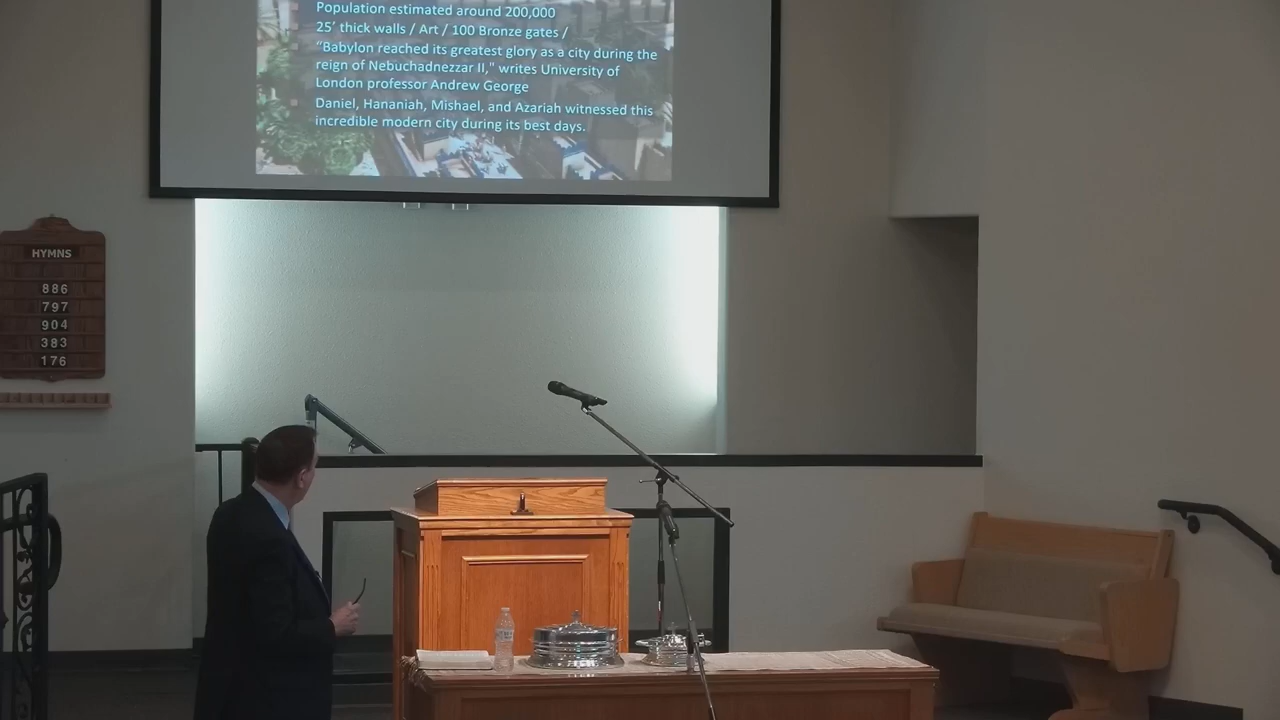 Population estimated around 200,000
25' thick walls / Art / 100 Bronze gates /
"Babylon reached its greatest glory as a city during the
reign of Nebuchadnezzar II," writes University of
London professor Andrew George
Daniel, Hananiah, Mishael, and Azariah witnessed this
incredible modern city during its best days.
HYMNS
886
797
904
383
176